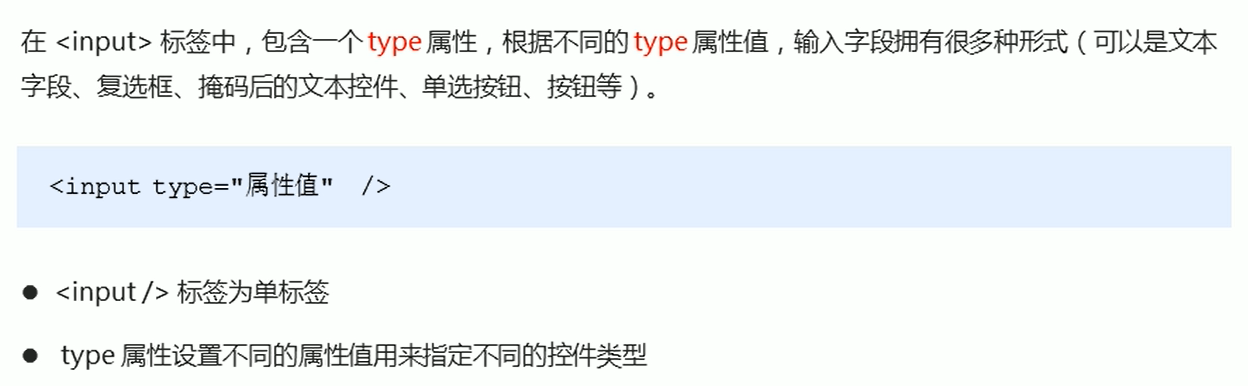 在 <input> 标签中，包含一个 type 属性，根据不同的 type 属性值，输入字段拥有很多种形式（可以是文本
字段、复选框、掩码后的文本控件、单选按钮、按钮等）。
<input type="属性值" />
● <input /> 标签为单标签
● type 属性设置不同的属性值用来指定不同的控件类型